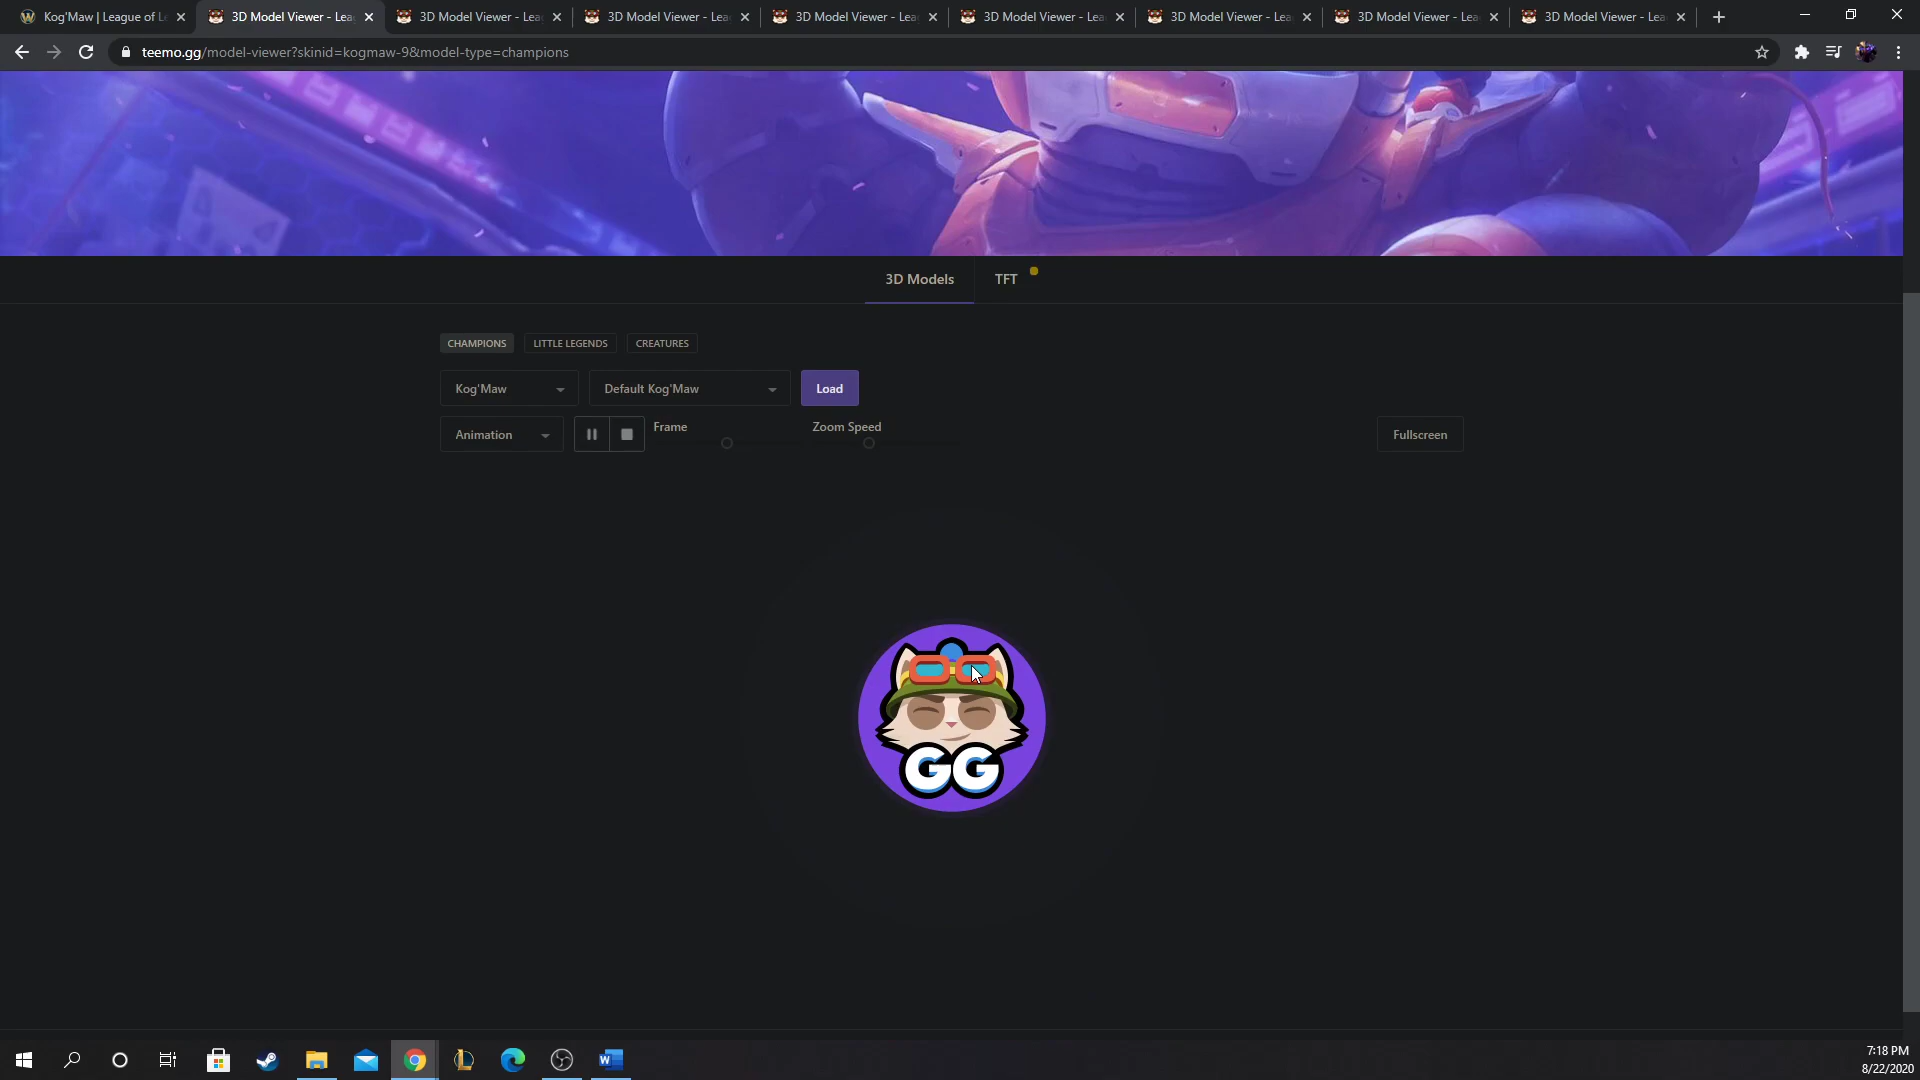 Kog'Maw | League of L
3D Model Viewer - Lea
3D Model Viewer - Lea
3D Model Viewer - Lea
3D Model Viewer - Lea
3D Model Viewer - Lea
3D Model Viewer - Lea
3D Model Viewer - Lea
3D Model Viewer - Lea
teemo.gg/model-viewer?skinid=kogmaw-9&model-type=champions
3D Models TFT
CHAMPIONS LITTLE LEGENDS CREATURES
Kog'Maw Default Kog'Maw Load
Animation Frame Zoom Speed Fullscreen
GG
7:18 PM
8/22/2020